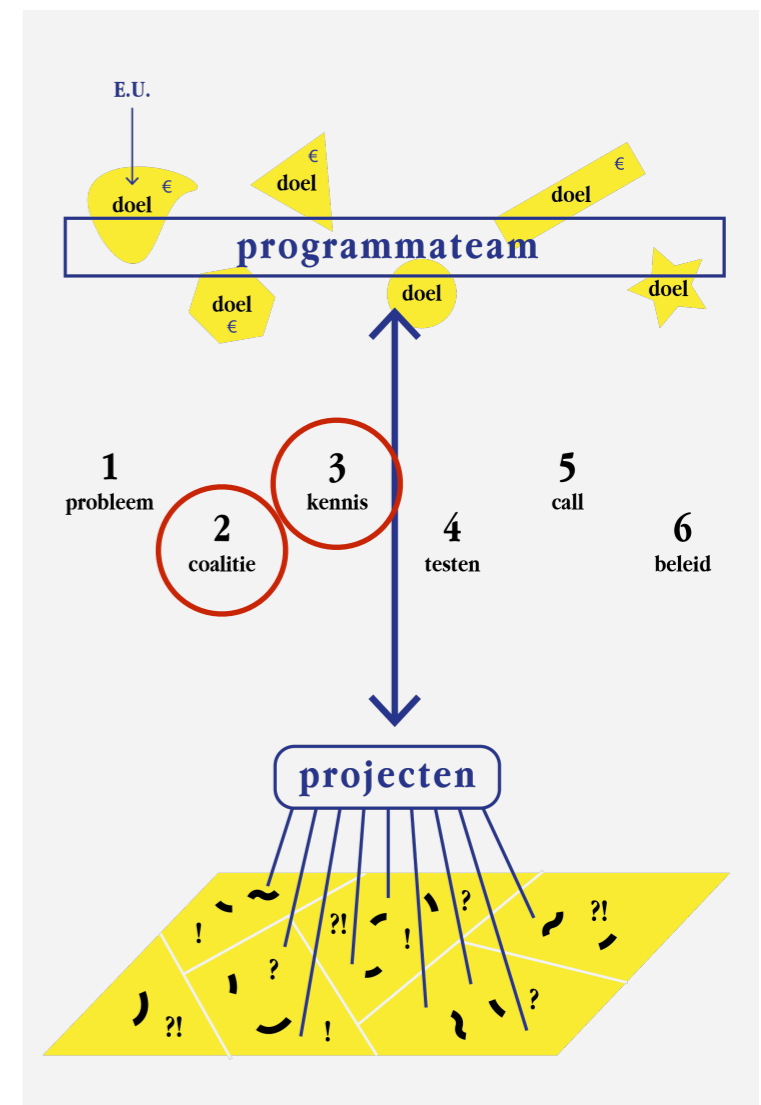 E.U.
doel €
€
doel
€
doel
programmateam
doel
€
doel
doel
1
probleem
2
coalitie
3
kennis
4
testen
5
call
6
beleid
projecten
!
?!
?
!
?
?!
?!
?
!